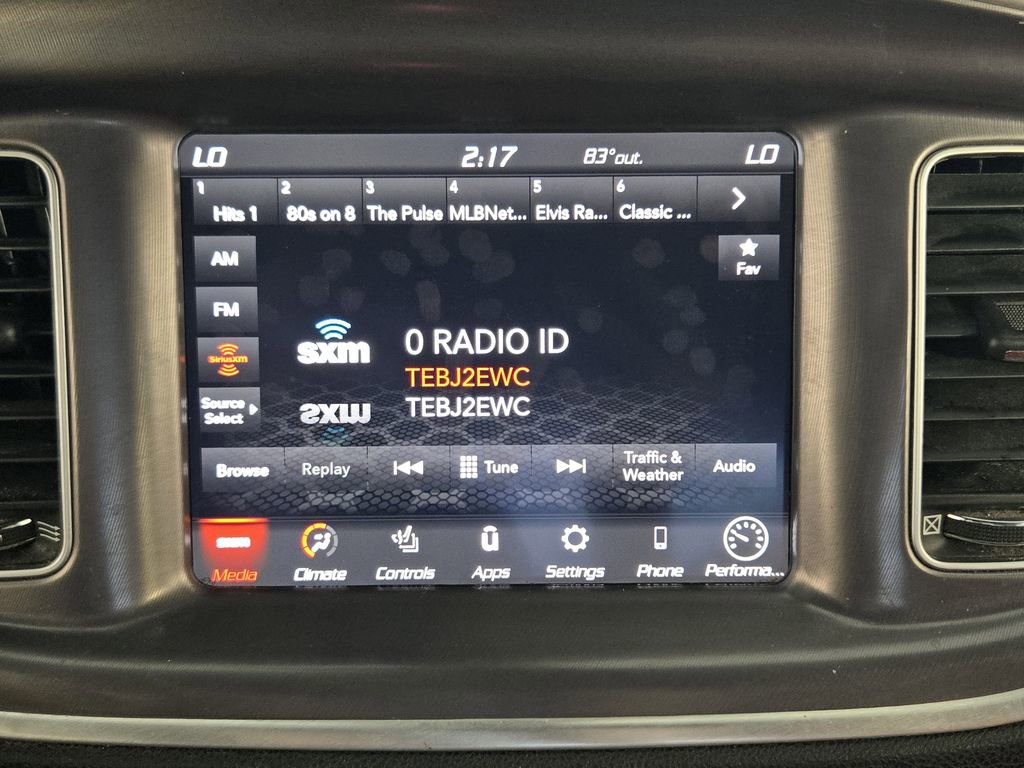 LO 2:17 83°out. LO
1 2 3 4 5 6
Hits 1 80s on 8 The Pulse MLBNet... Elvis Ra... Classic ...
AM
Fav
FM
sxm
0 RADIO ID
SiriusXM
TEBJ2EWC
TEBJ2EWC
Source
Select
Browse Replay Tune Traffic & Audio
Weather
Media Climate Controls Apps Settings Phone Performa...